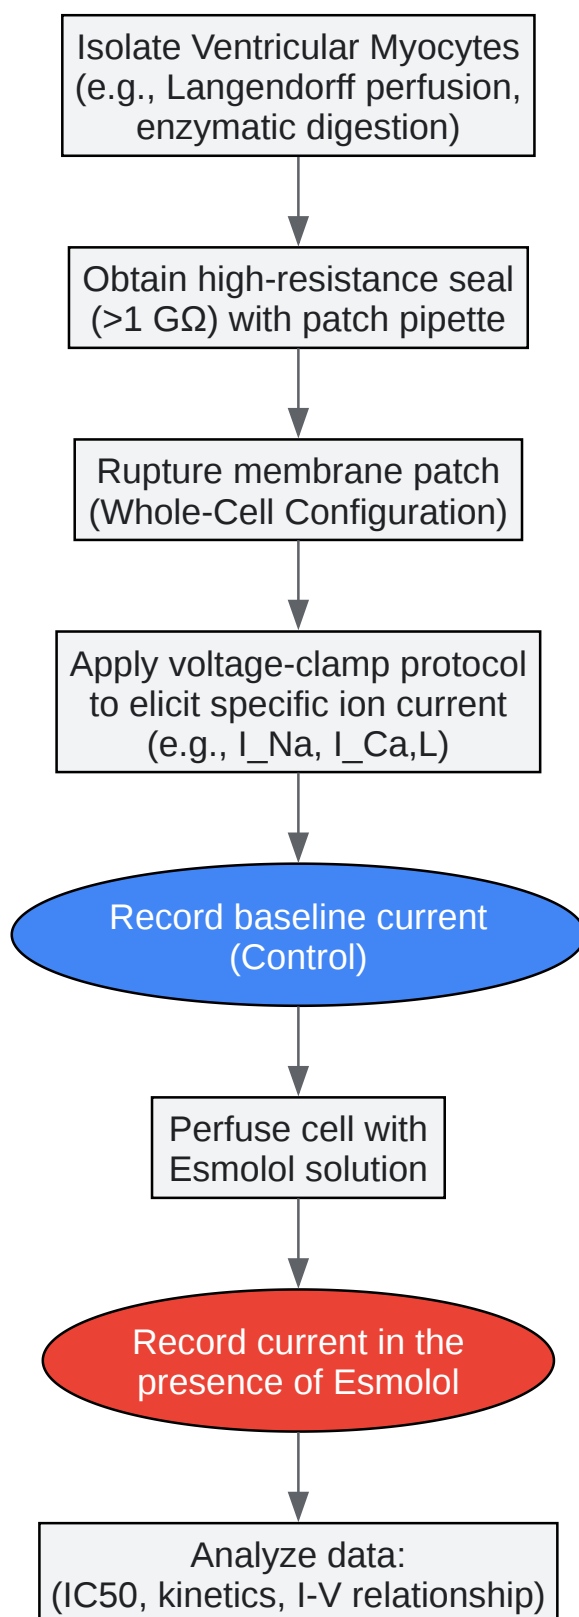 Isolate Ventricular Myocytes
(e.g., Langendorff perfusion,
enzymatic digestion)
Obtain high-resistance seal
(>1 GΩ) with patch pipette
Rupture membrane patch
(Whole-Cell Configuration)
Apply voltage-clamp protocol
to elicit specific ion current
(e.g., I_Na, I_Ca,L)
Record baseline current
(Control)
Perfuse cell with
Esmolol solution
Record current in the
presence of Esmolol
Analyze data:
(IC50, kinetics, I-V relationship)